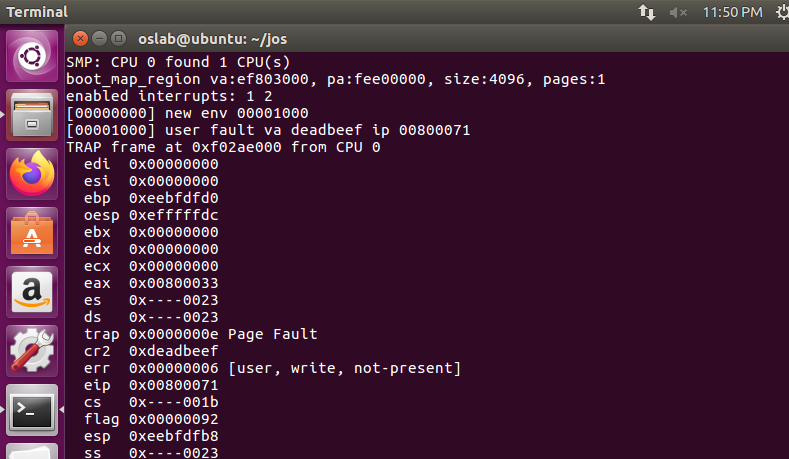 Terminal
11:50 PM
oslab@ubuntu: ~/jos
SMP: CPU 0 found 1 CPU(s)
boot_map_region va:ef803000, pa:fee00000, size:4096, pages:1
enabled interrupts: 1 2
[00000000] new env 00001000
[00001000] user fault va deadbeef ip 00800071
TRAP frame at 0xf02ae000 from CPU 0
edi 0x00000000
esi 0x00000000
ebp 0xeebfdfd0
oesp 0xefffffdc
ebx 0x00000000
edx 0x00000000
ecx 0x00000000
eax 0x00800033
es 0x----0023
ds 0x----0023
trap 0x0000000e Page Fault
cr2 0xdeadbeef
err 0x00000006 [user, write, not-present]
eip 0x00800071
cs 0x----001b
flag 0x00000092
esp 0xeebfdfb8
ss 0x----0023